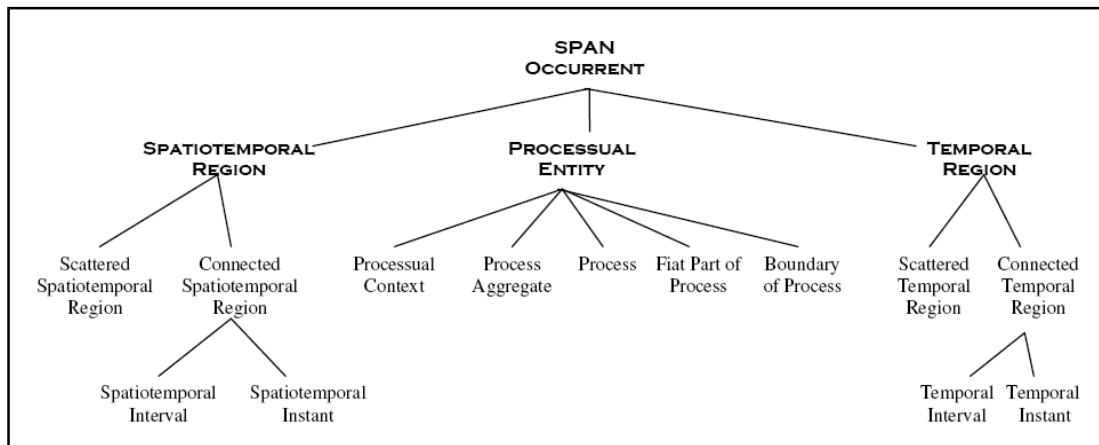 SPAN
OCCURRENT
SPATIOTEMPORAL
REGION
PROCESSUAL
ENTITY
TEMPORAL
REGION
Scattered
Spatiotemporal
Region
Connected
Spatiotemporal
Region
Processual
Context
Process
Aggregate
Process
Fiat Part of
Process
Boundary
of Process
Scattered
Temporal
Region
Connected
Temporal
Region
Spatiotemporal
Interval
Spatiotemporal
Instant
Temporal
Interval
Temporal
Instant